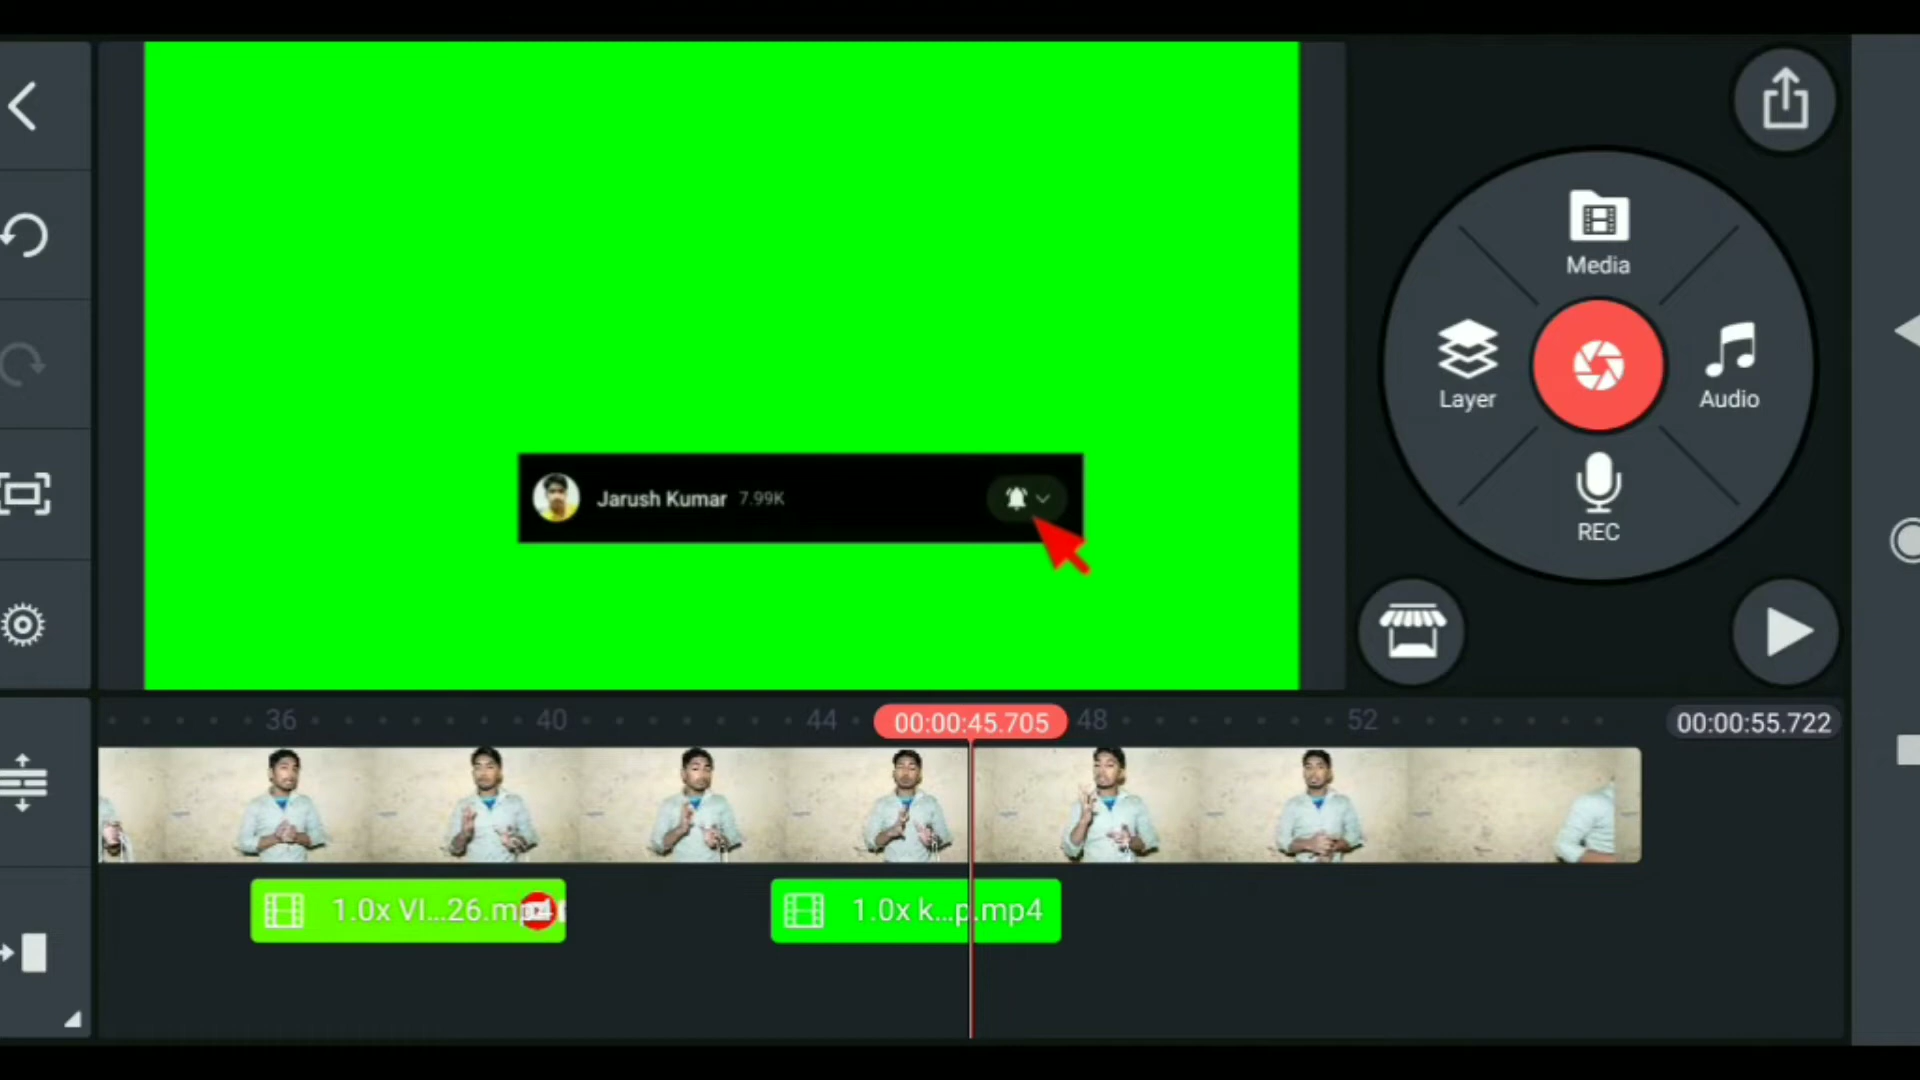 Media
Layer
Audio
REC
Jarush Kumar 7.99K
36 40 44 00:00:45.705 48 52 00:00:55.722
1.0x VI...26.mp4
1.0x k...p.mp4